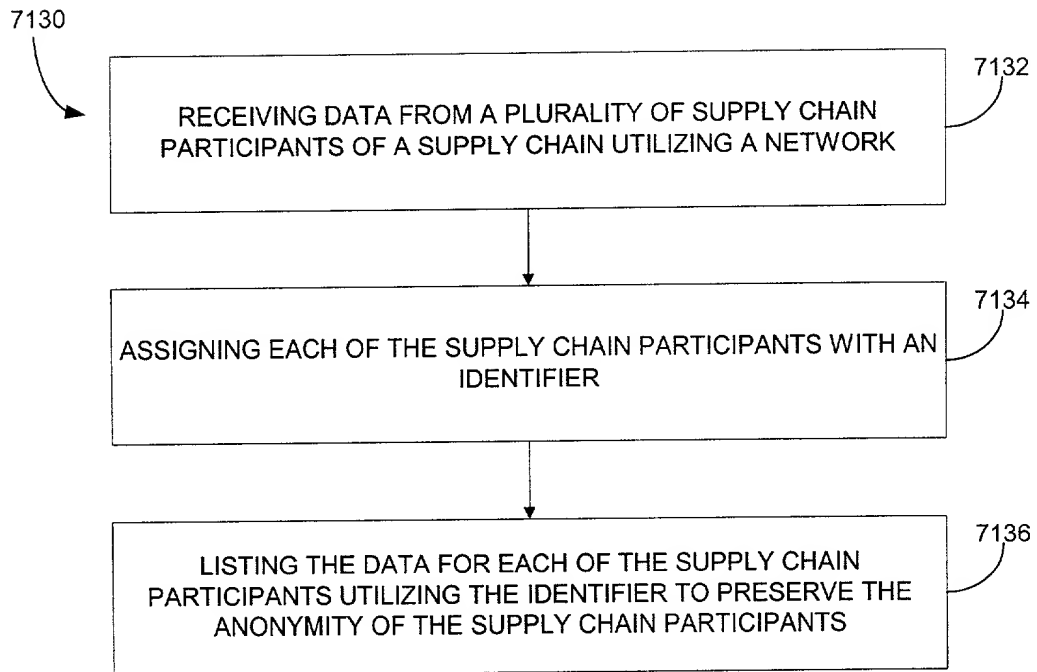 7130
7132
RECEIVING DATA FROM A PLURALITY OF SUPPLY CHAIN
PARTICIPANTS OF A SUPPLY CHAIN UTILIZING A NETWORK
7134
ASSIGNING EACH OF THE SUPPLY CHAIN PARTICIPANTS WITH AN
IDENTIFIER
7136
LISTING THE DATA FOR EACH OF THE SUPPLY CHAIN
PARTICIPANTS UTILIZING THE IDENTIFIER TO PRESERVE THE
ANONYMITY OF THE SUPPLY CHAIN PARTICIPANTS